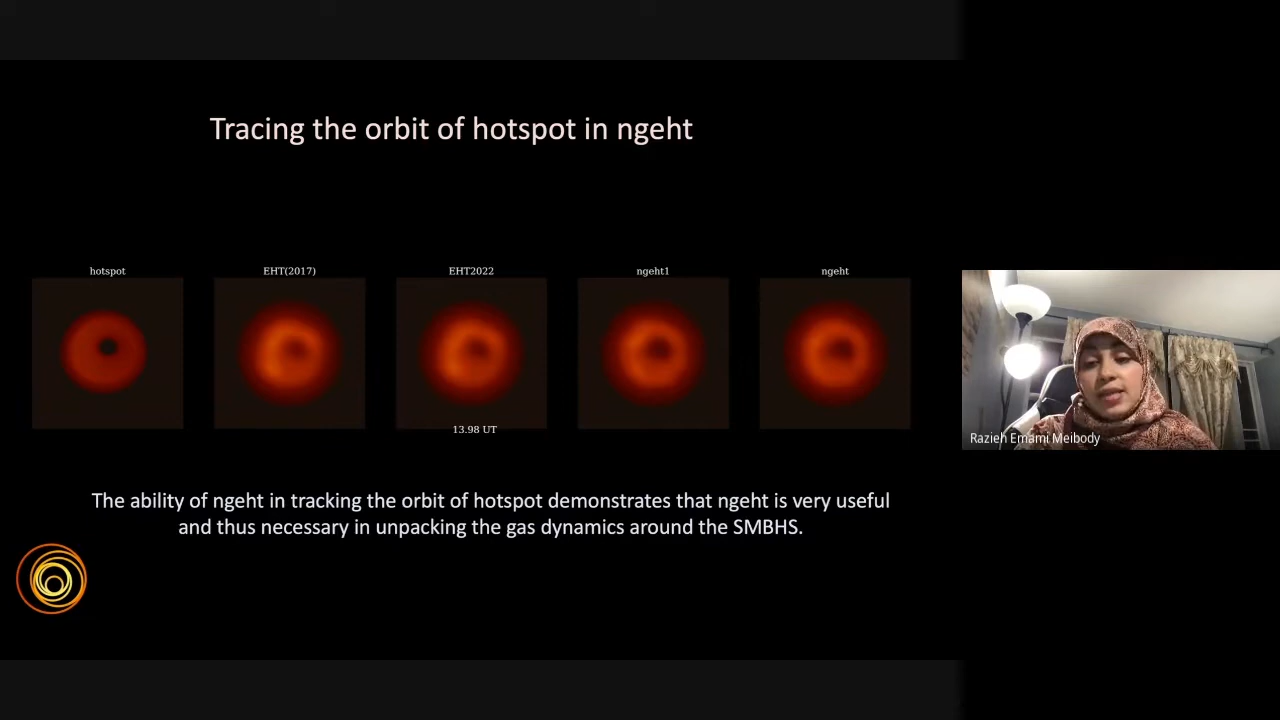 Tracing the orbit of hotspot in ngeht
hotspot
EHT(2017)
EHT2022
ngeht1
ngeht
13.98 UT
The ability of ngeht in tracking the orbit of hotspot demonstrates that ngeht is very useful
and thus necessary in unpacking the gas dynamics around the SMBHS.
Razieh Emami Meibody